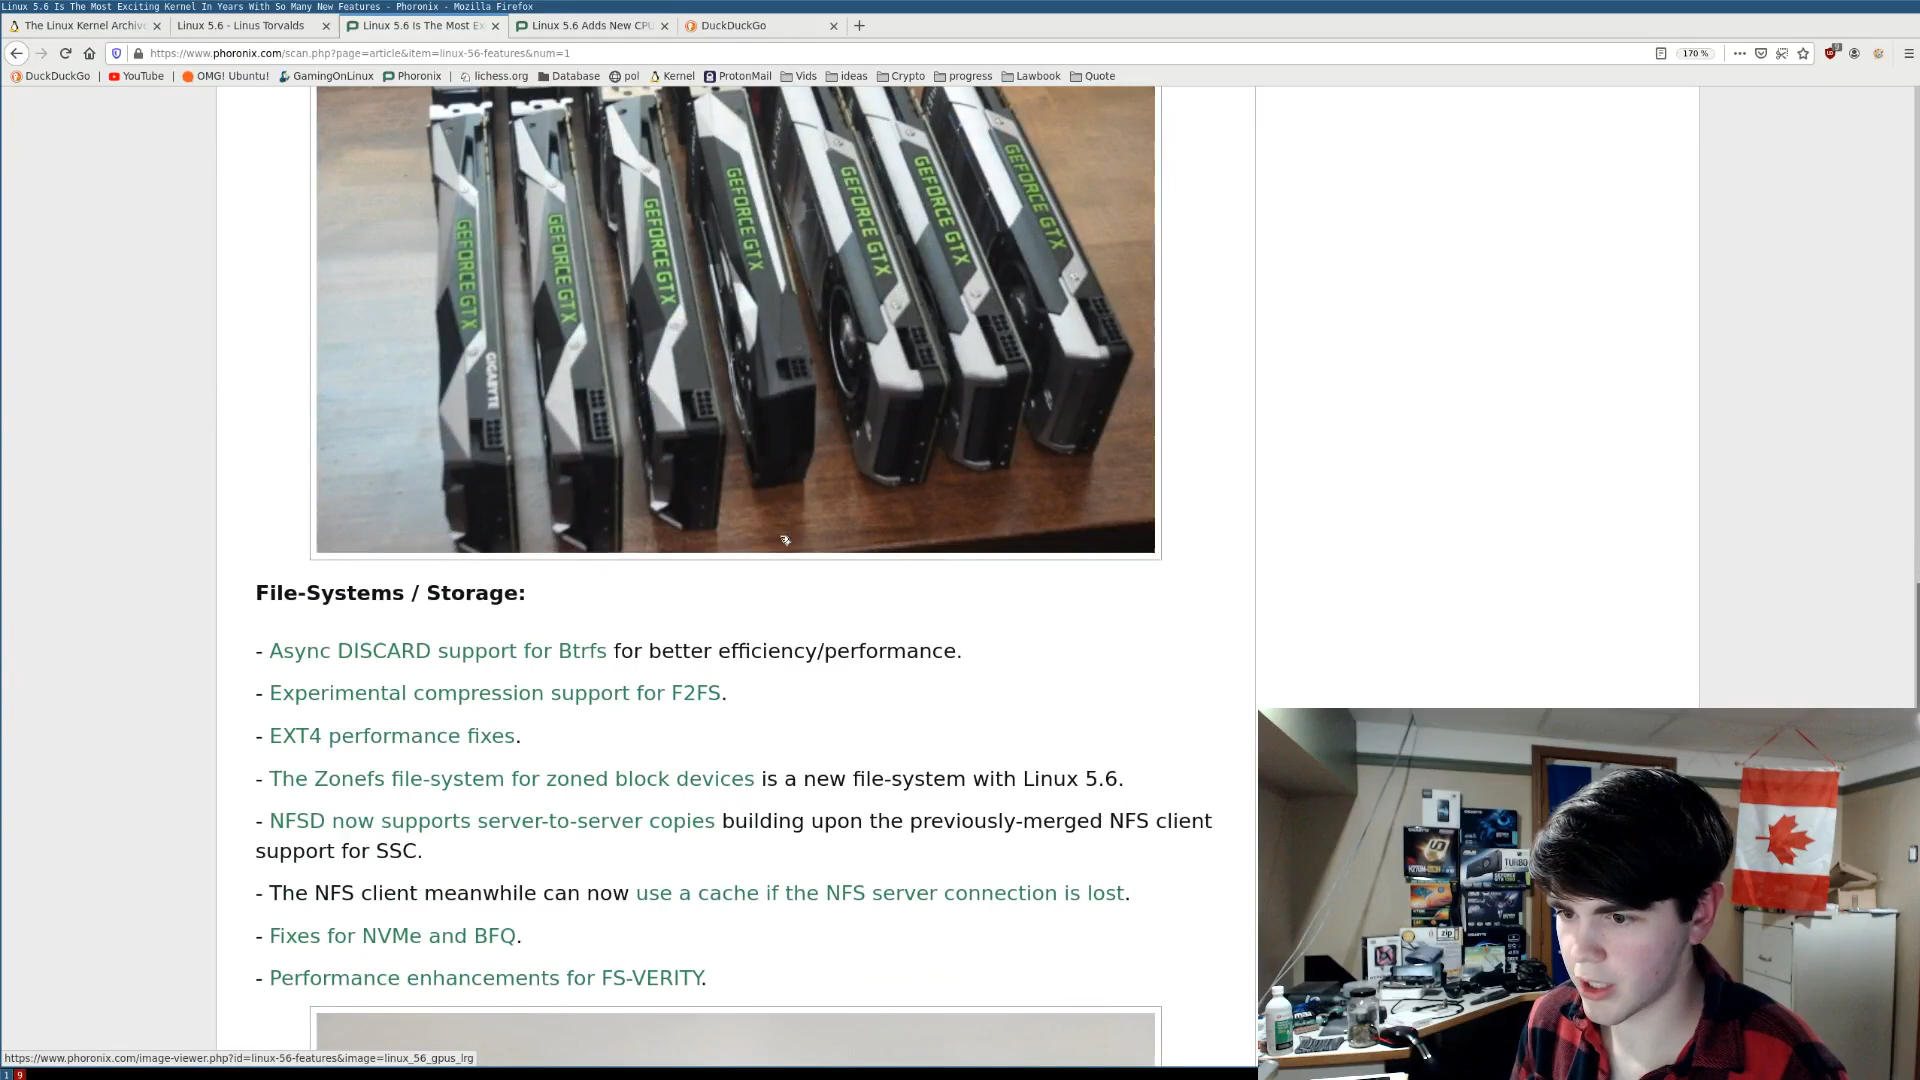 Linux 5.6 Is The Most Exciting Kernel In Years With So Many New Features - Phoronix - Mozilla Firefox
The Linux Kernel Archiv
Linux 5.6 - Linus Torvalds
Linux 5.6 Is The Most Ex
Linux 5.6 Adds New CPU
DuckDuckGo
https://www.phoronix.com/scan.php?page=article&item=linux-56-features&num=1
170 %
DuckDuckGo
YouTube
OMG! Ubuntu!
GamingOnLinux
Phoronix
lichess.org
Database
pol
Kernel
ProtonMail
Vids
ideas
Crypto
progress
Lawbook
Quote
GEFORCE GTX
GEFORCE GTX
GEFORCE GTX
GEFORCE GTX
GEFORCE GTX
GEFORCE GTX
GEFORCE GTX
GIGABYTE
File-Systems / Storage:
- Async DISCARD support for Btrfs for better efficiency/performance.
- Experimental compression support for F2FS.
- EXT4 performance fixes.
- The Zonefs file-system for zoned block devices is a new file-system with Linux 5.6.
- NFSD now supports server-to-server copies building upon the previously-merged NFS client
support for SSC.
- The NFS client meanwhile can now use a cache if the NFS server connection is lost.
- Fixes for NVMe and BFQ.
- Performance enhancements for FS-VERITY.
TURBO
zip
https://www.phoronix.com/image-viewer.php?id=linux-56-features&image=linux_56_gpus_lrg
1 9